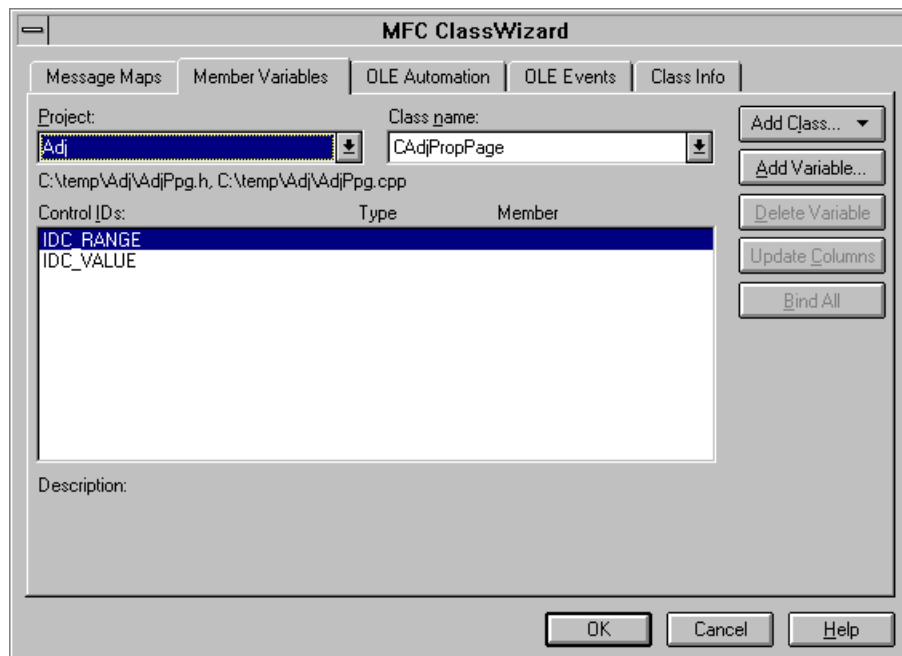 MFC ClassWizard
Message Maps Member Variables OLE Automation OLE Events Class Info
Project: Class name:
Adj CAdjPropPage
Add Class...
C:\temp\Adj\AdjPpg.h, C:\temp\Adj\AdjPpg.cpp
Add Variable...
Control IDs: Type Member
Delete Variable
IDC_RANGE
IDC_VALUE
Update Columns
Bind All
Description:
OK Cancel Help